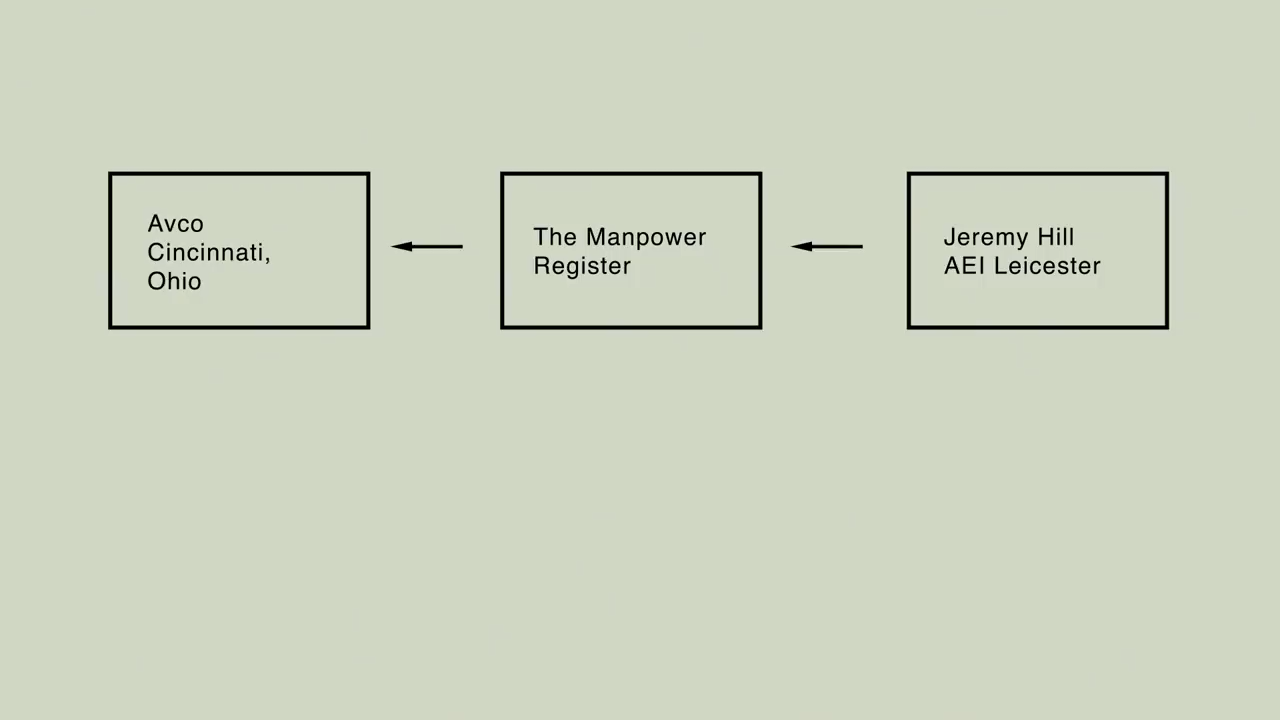 Avco
Cincinnati,
Ohio
The Manpower
Register
Jeremy Hill
AEI Leicester